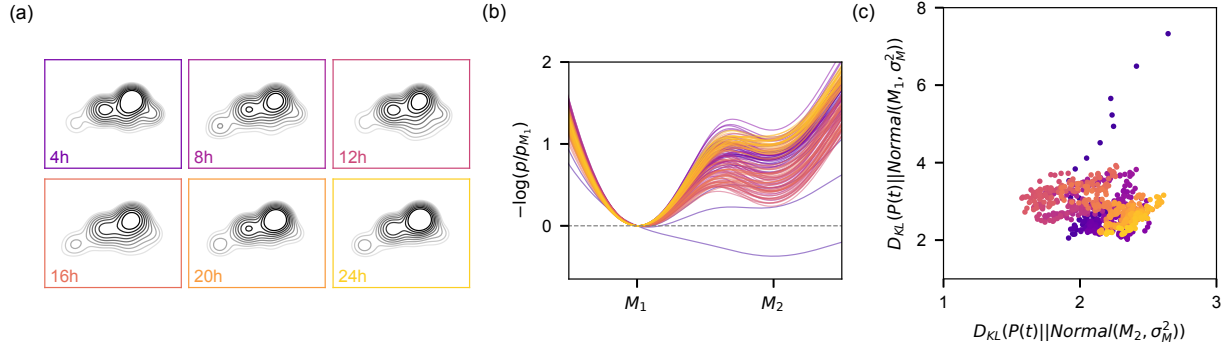 (a)
4h
8h
12h
16h
20h
24h
(b)
−log(p/p_{M_1})
2
1
0
M_1
M_2
(c)
D_{KL}(P(t)||Normal(M_1, σ_M^2))
8
6
4
2
1
2
3
D_{KL}(P(t)||Normal(M_2, σ_M^2))